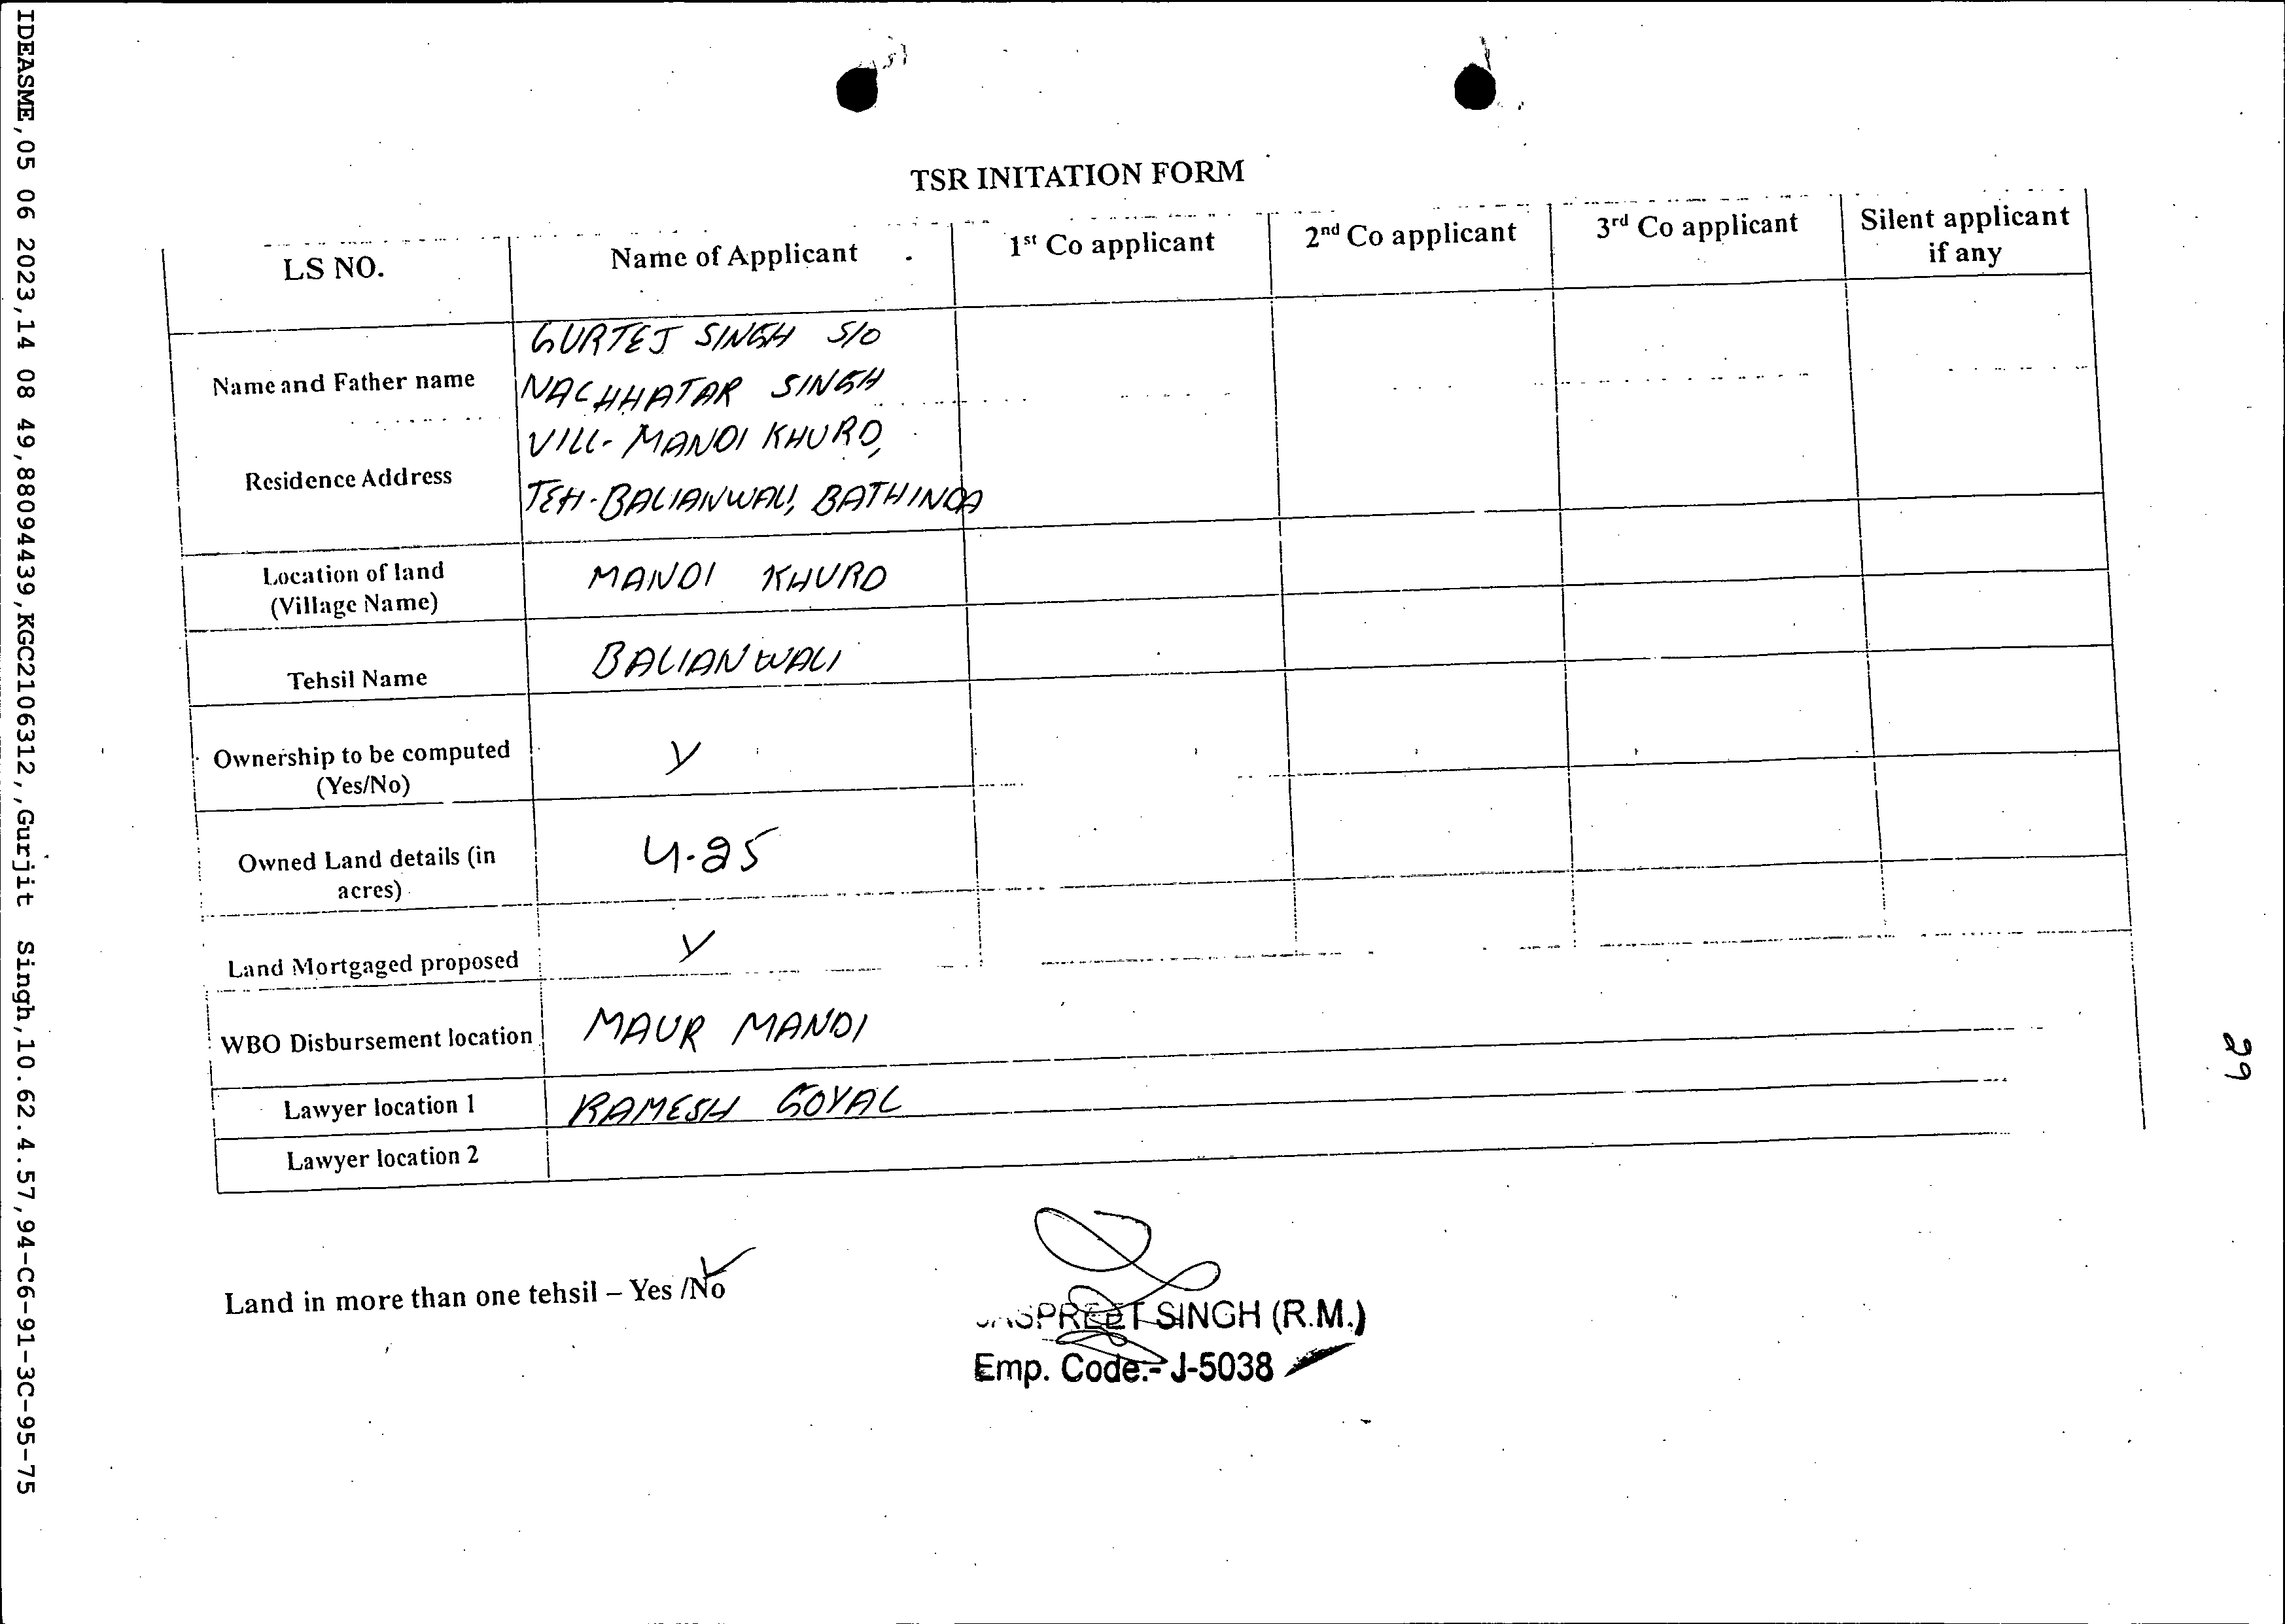 IDEASME,05 06 2023,14 08 49,88094439,KGC2106312,,Gurjit Singh,10.62.4.57,94-C6-91-3C-95-75
TSR INITATION FORM
LS NO. Name of Applicant 1st Co applicant 2nd Co applicant 3rd Co applicant Silent applicant
if any
GURTEJ SINGH S/O
Name and Father name NACHHATAR SINGH
VILL- MANDI KHURD,
Residence Address TEH-BALIANWALI, BATHINDA
Location of land MANDI KHURD
(Village Name)
Tehsil Name BALIANWALI
Ownership to be computed Y
(Yes/No)
Owned Land details (in 4.25
acres)
Land Mortgaged proposed Y
WBO Disbursement location MAUR MANDI
Lawyer location 1 RAMESH GOYAL
Lawyer location 2
29
Land in more than one tehsil – Yes /No
JASPREET SINGH (R.M.)
Emp. Code:- J-5038